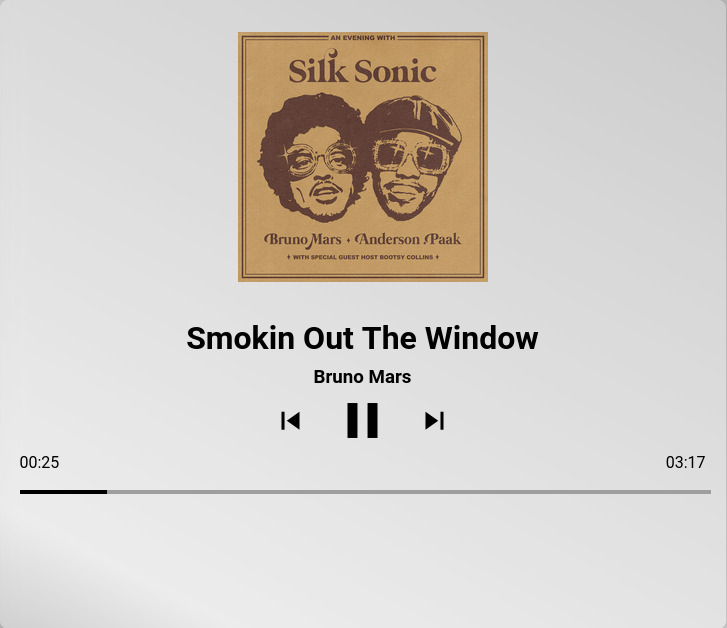 AN EVENING WITH
Silk Sonic
Bruno Mars + Anderson .Paak
+ WITH SPECIAL GUEST HOST BOOTSY COLLINS +
Smokin Out The Window
Bruno Mars
00:25 03:17